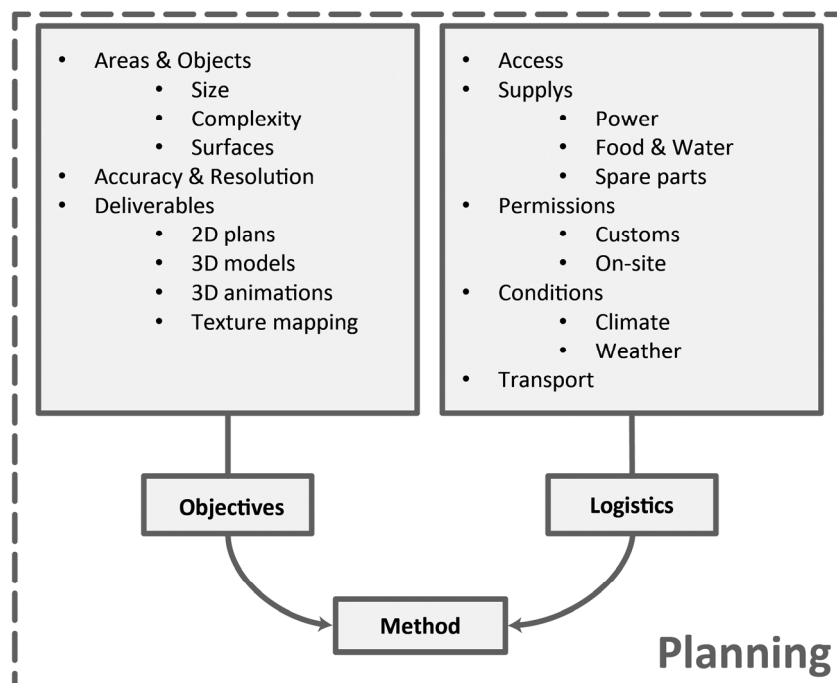 • Areas & Objects
• Size
• Complexity
• Surfaces
• Accuracy & Resolution
• Deliverables
• 2D plans
• 3D models
• 3D animations
• Texture mapping
• Access
• Supplys
• Power
• Food & Water
• Spare parts
• Permissions
• Customs
• On-site
• Conditions
• Climate
• Weather
• Transport
Objectives
Logistics
Method
Planning